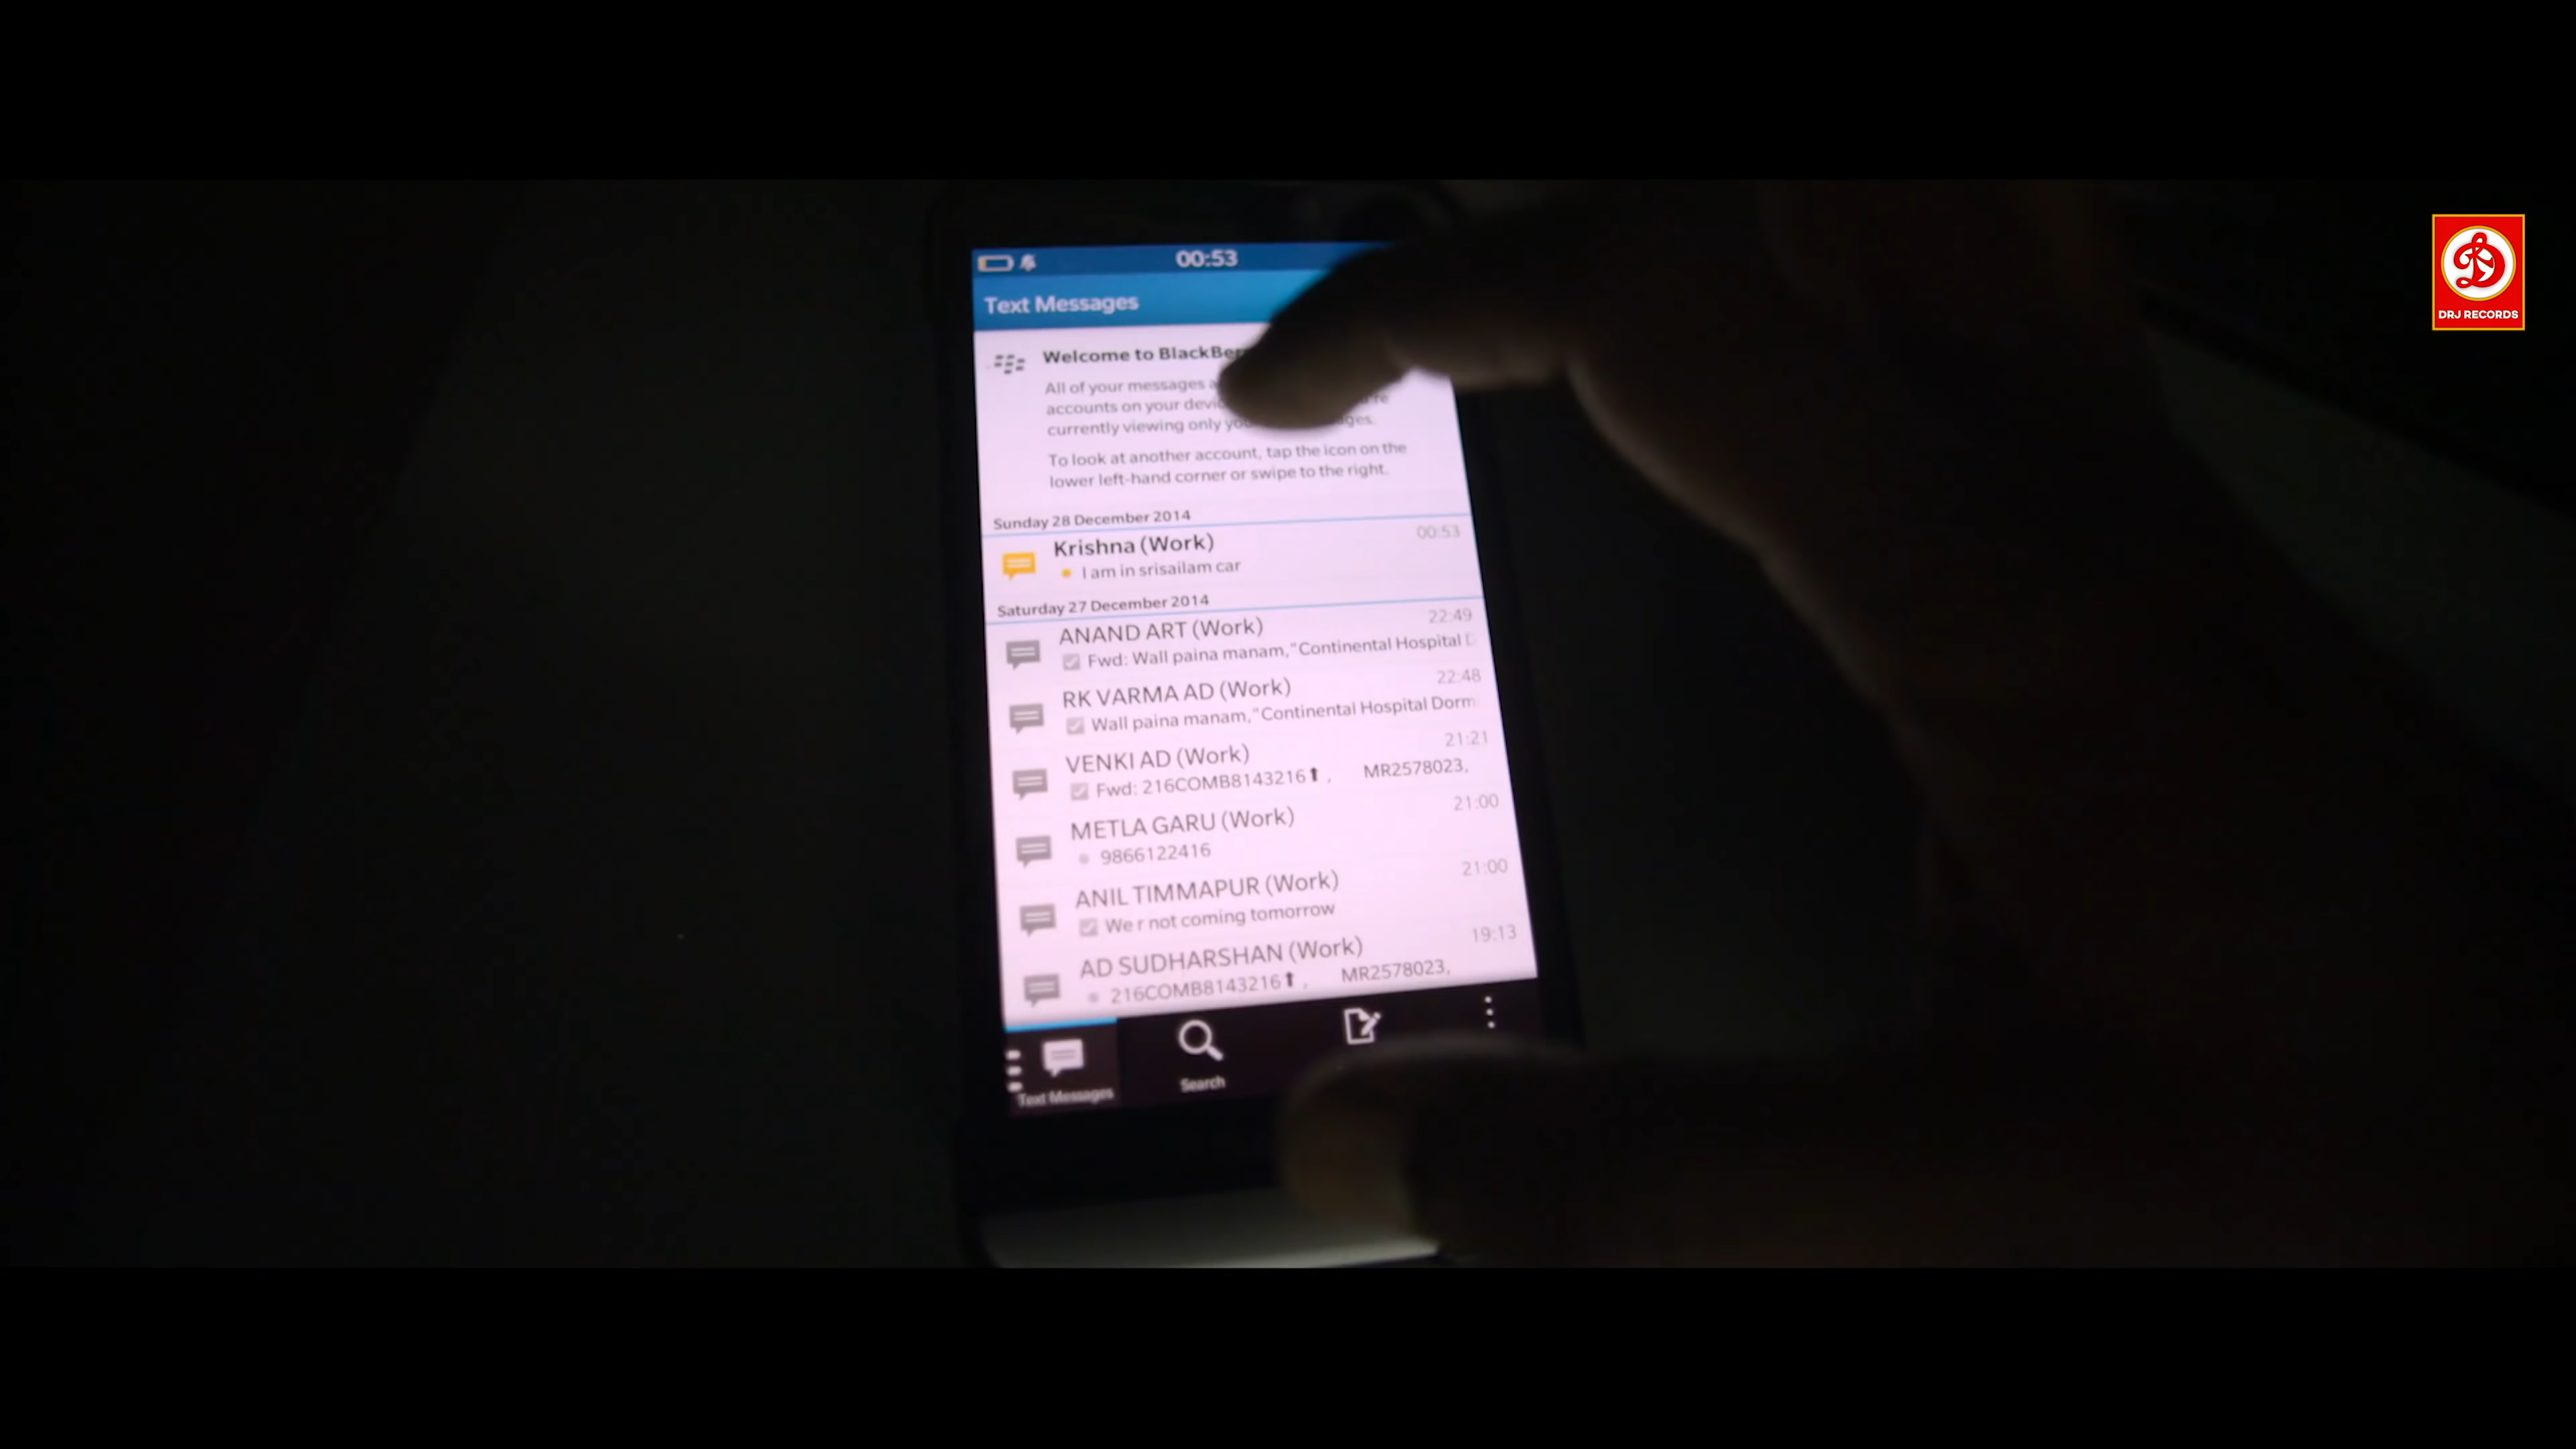 00:53
Text Messages
DRJ RECORDS
Welcome to
All of your messages
accounts on your
currently viewing only
To look at another account, tap the icon on the
lower left-hand corner or swipe to the right.
Sunday 28 December 2014
Krishna (Work) 00:53
I am in srisailam car
Saturday 27 December 2014
ANAND ART (Work) 22:49
Fwd: Wall paina manam,"Continental Hospital
RK VARMA AD (Work) 22:48
Wall paina manam,"Continental Hospital Dorm
VENKI AD (Work) 21:21
Fwd: 216COMB8143216⬆ , MR2578023,
METLA GARU (Work) 21:00
9866122416
ANIL TIMMAPUR (Work) 21:00
We r not coming tomorrow
AD SUDHARSHAN (Work) 19:13
216COMB8143216⬆ , MR2578023,
Text Messages
Search